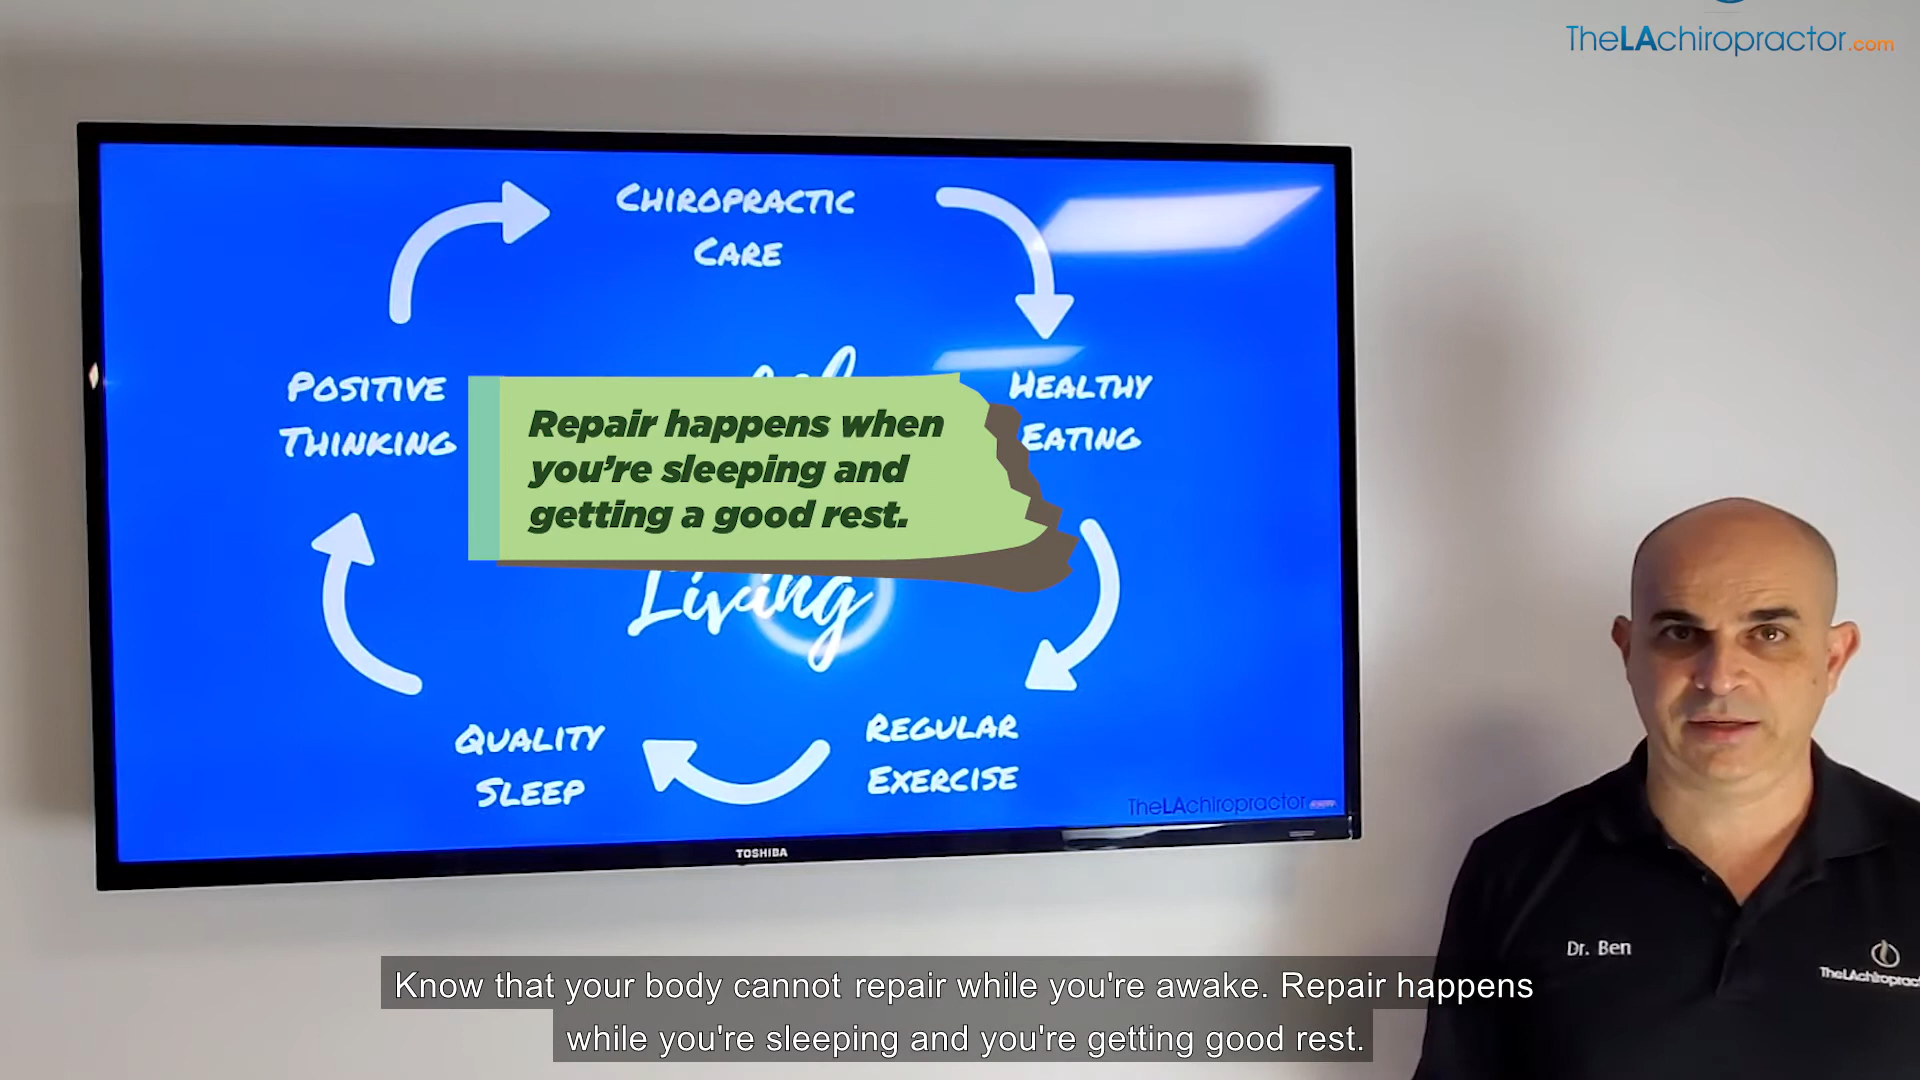 TheLAchiropractor.com
CHIROPRACTIC
CARE
POSITIVE
THINKING
HEALTHY
EATING
Repair happens when
you’re sleeping and
getting a good rest.
Living
QUALITY
SLEEP
REGULAR
EXERCISE
TheLAchiropractor
TOSHIBA
Dr. Ben
Know that your body cannot repair while you're awake. Repair happens
while you're sleeping and you're getting good rest.